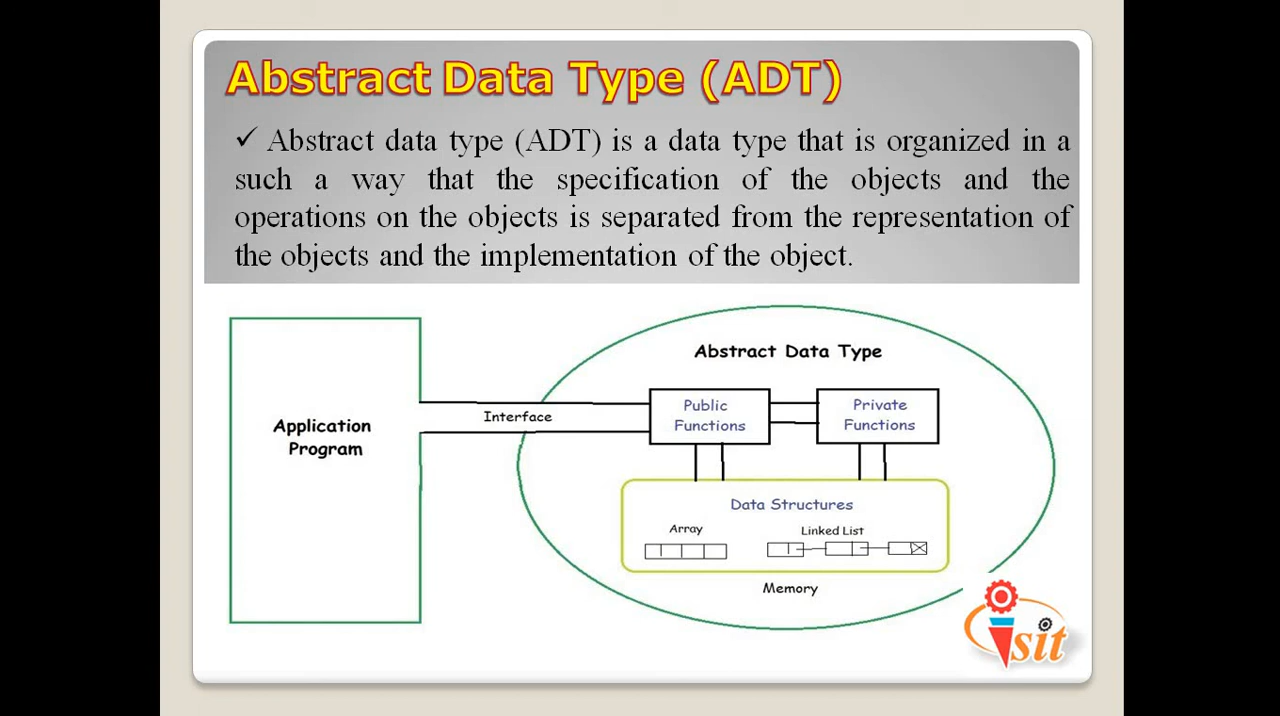 Abstract Data Type (ADT)
✓ Abstract data type (ADT) is a data type that is organized in a
such a way that the specification of the objects and the
operations on the objects is separated from the representation of
the objects and the implementation of the object.
Abstract Data Type
Application
Program
Interface
Public
Functions
Private
Functions
Data Structures
Array
Linked List
Memory
isit